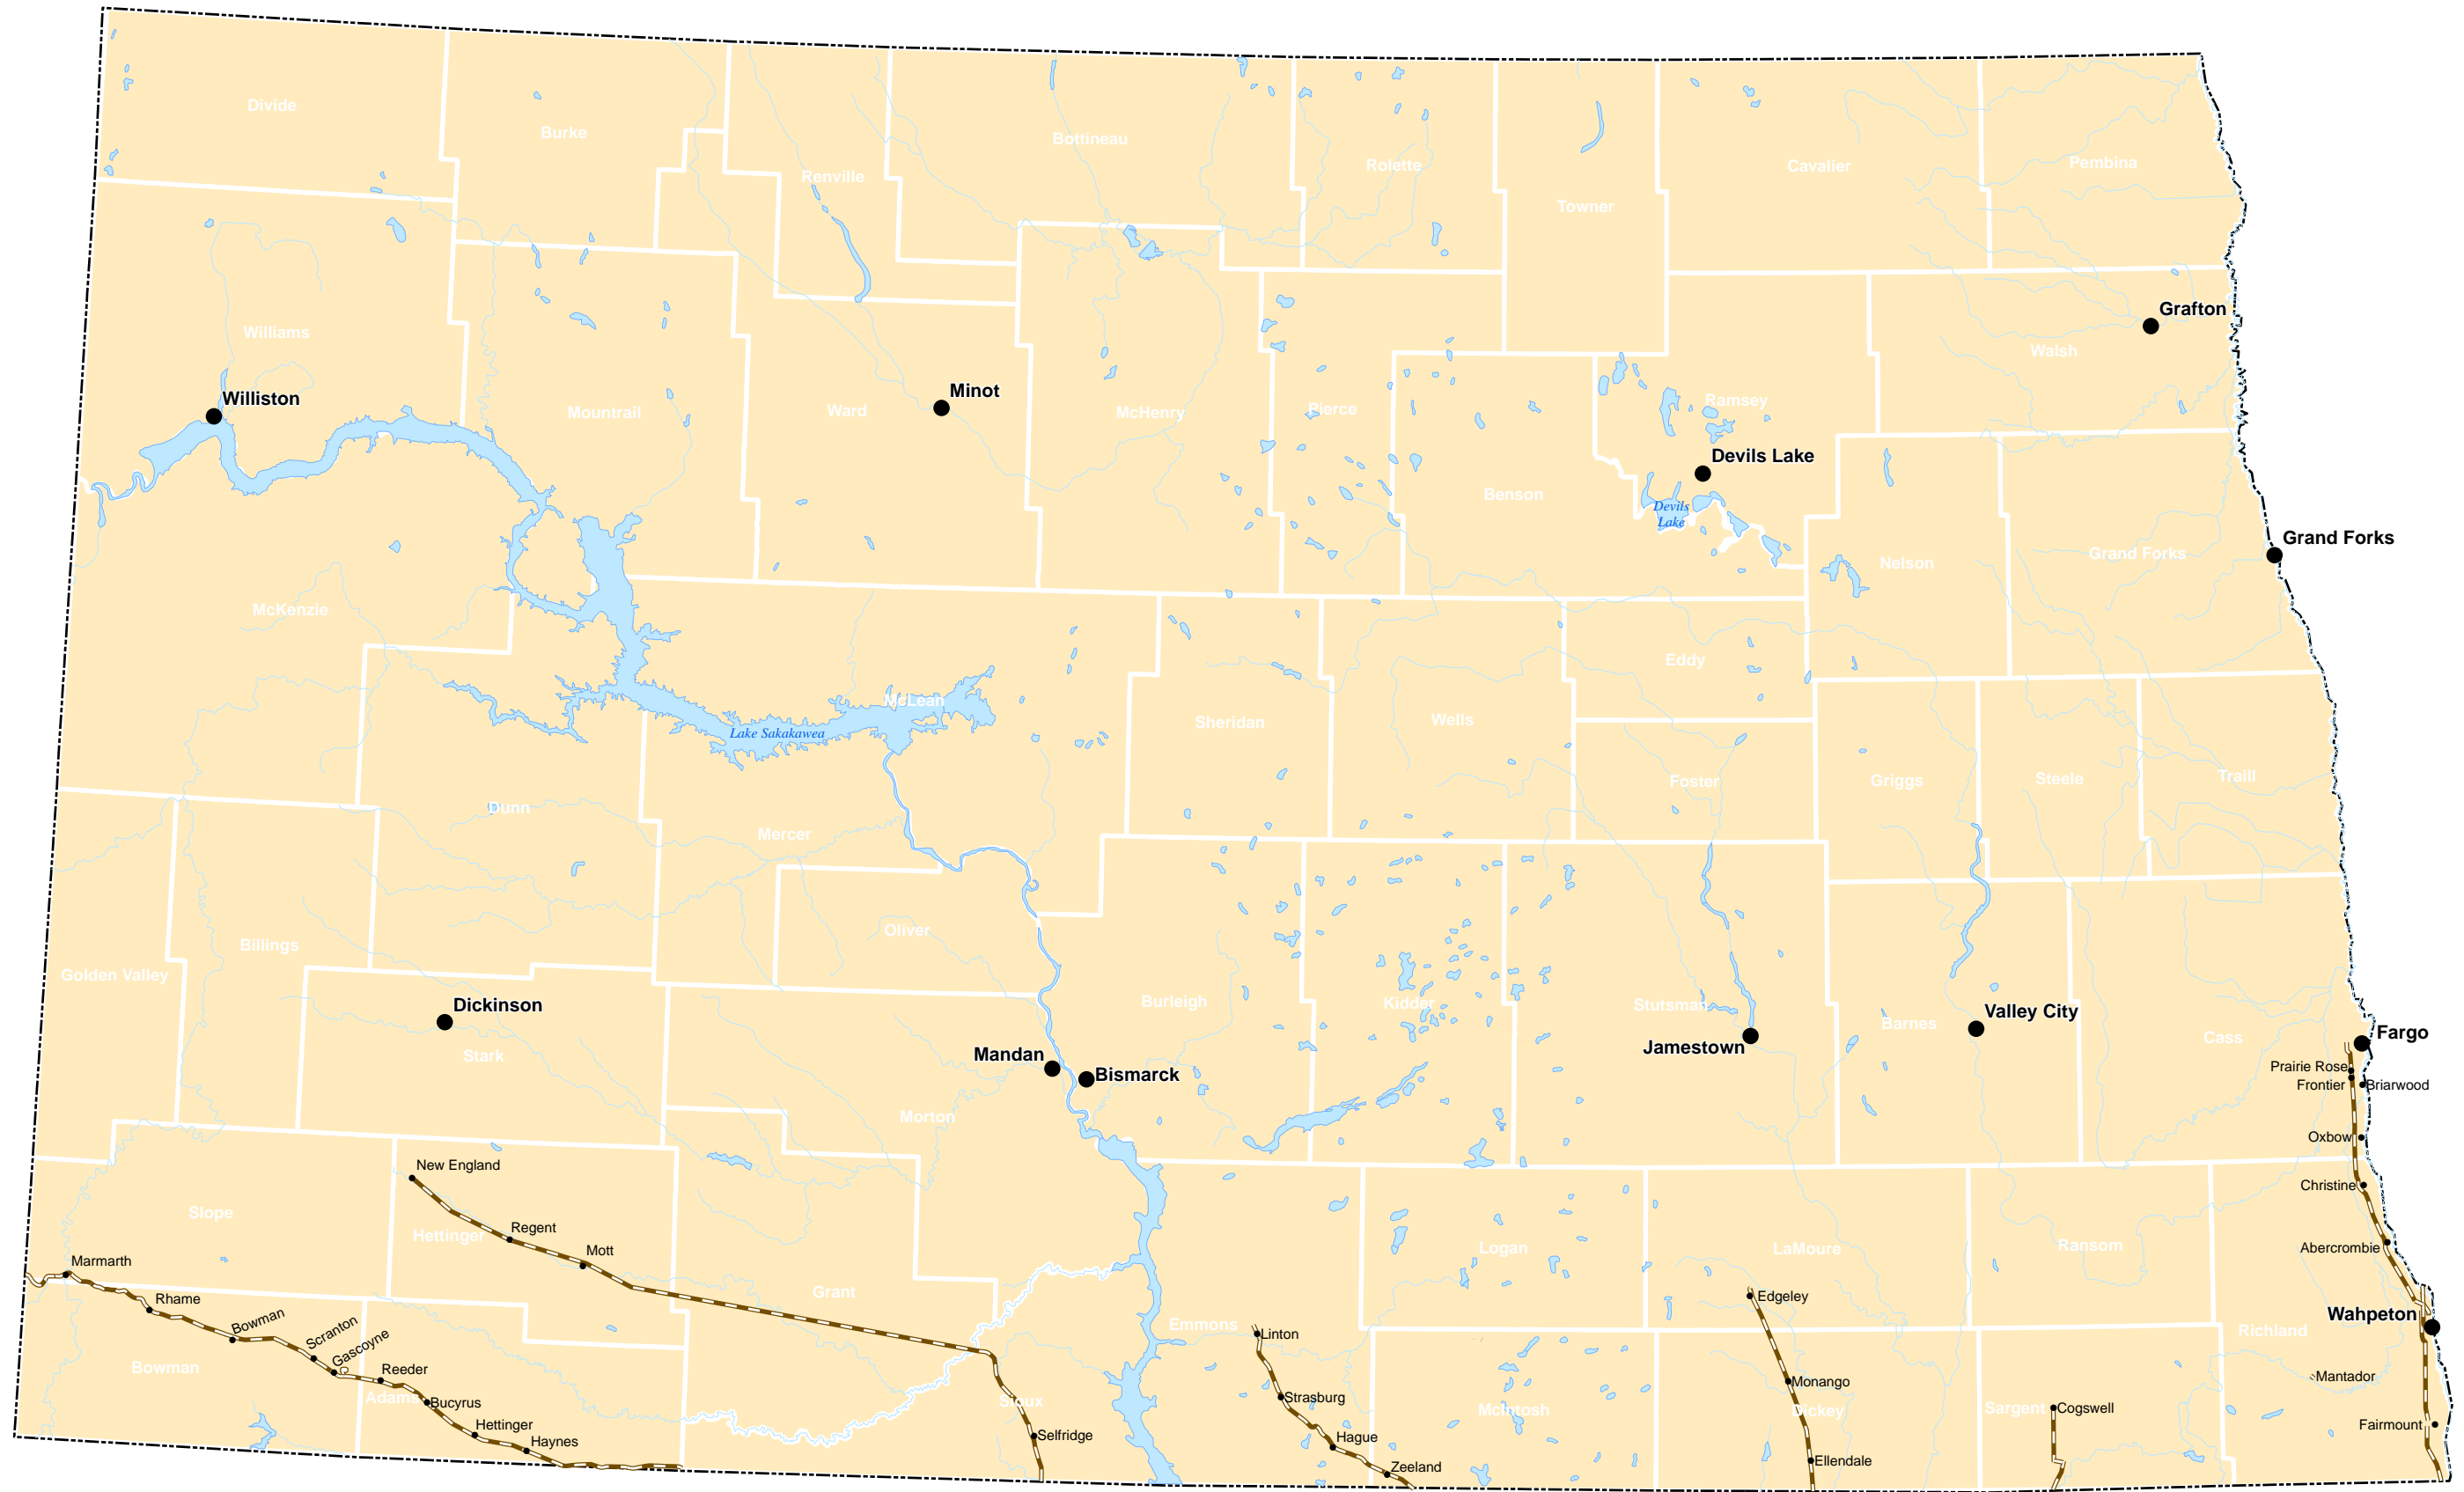 Divide
Burke
Renville
Bottineau
Rolette
Towner
Cavalier
Pembina
Williams
Williston
Mountrail
Ward
Minot
McHenry
Pierce
Ramsey
Devils Lake
Devils
Lake
Benson
Walsh
Grafton
Grand Forks
Grand Forks
Nelson
McKenzie
Dunn
McLean
Lake Sakakawea
Mercer
Oliver
Sheridan
Wells
Eddy
Foster
Griggs
Steele
Traill
Golden Valley
Billings
Dickinson
Stark
Mandan
Bismarck
Morton
Burleigh
Kidder
Stutsman
Jamestown
Barnes
Valley City
Cass
Fargo
Prairie Rose
Frontier
Briarwood
Oxbow
Christine
Abercrombie
Wahpeton
Richland
Mantador
Fairmount
Slope
Marmarth
Rhame
Bowman
Scranton
Gascoyne
Bowman
Reeder
Adams
Bucyrus
Hettinger
Haynes
New England
Regent
Hettinger
Mott
Grant
Sioux
Selfridge
Emmons
Linton
Strasburg
Hague
Zeeland
Logan
McIntosh
LaMoure
Edgeley
Monango
Dickey
Ellendale
Ransom
Sargent
Cogswell